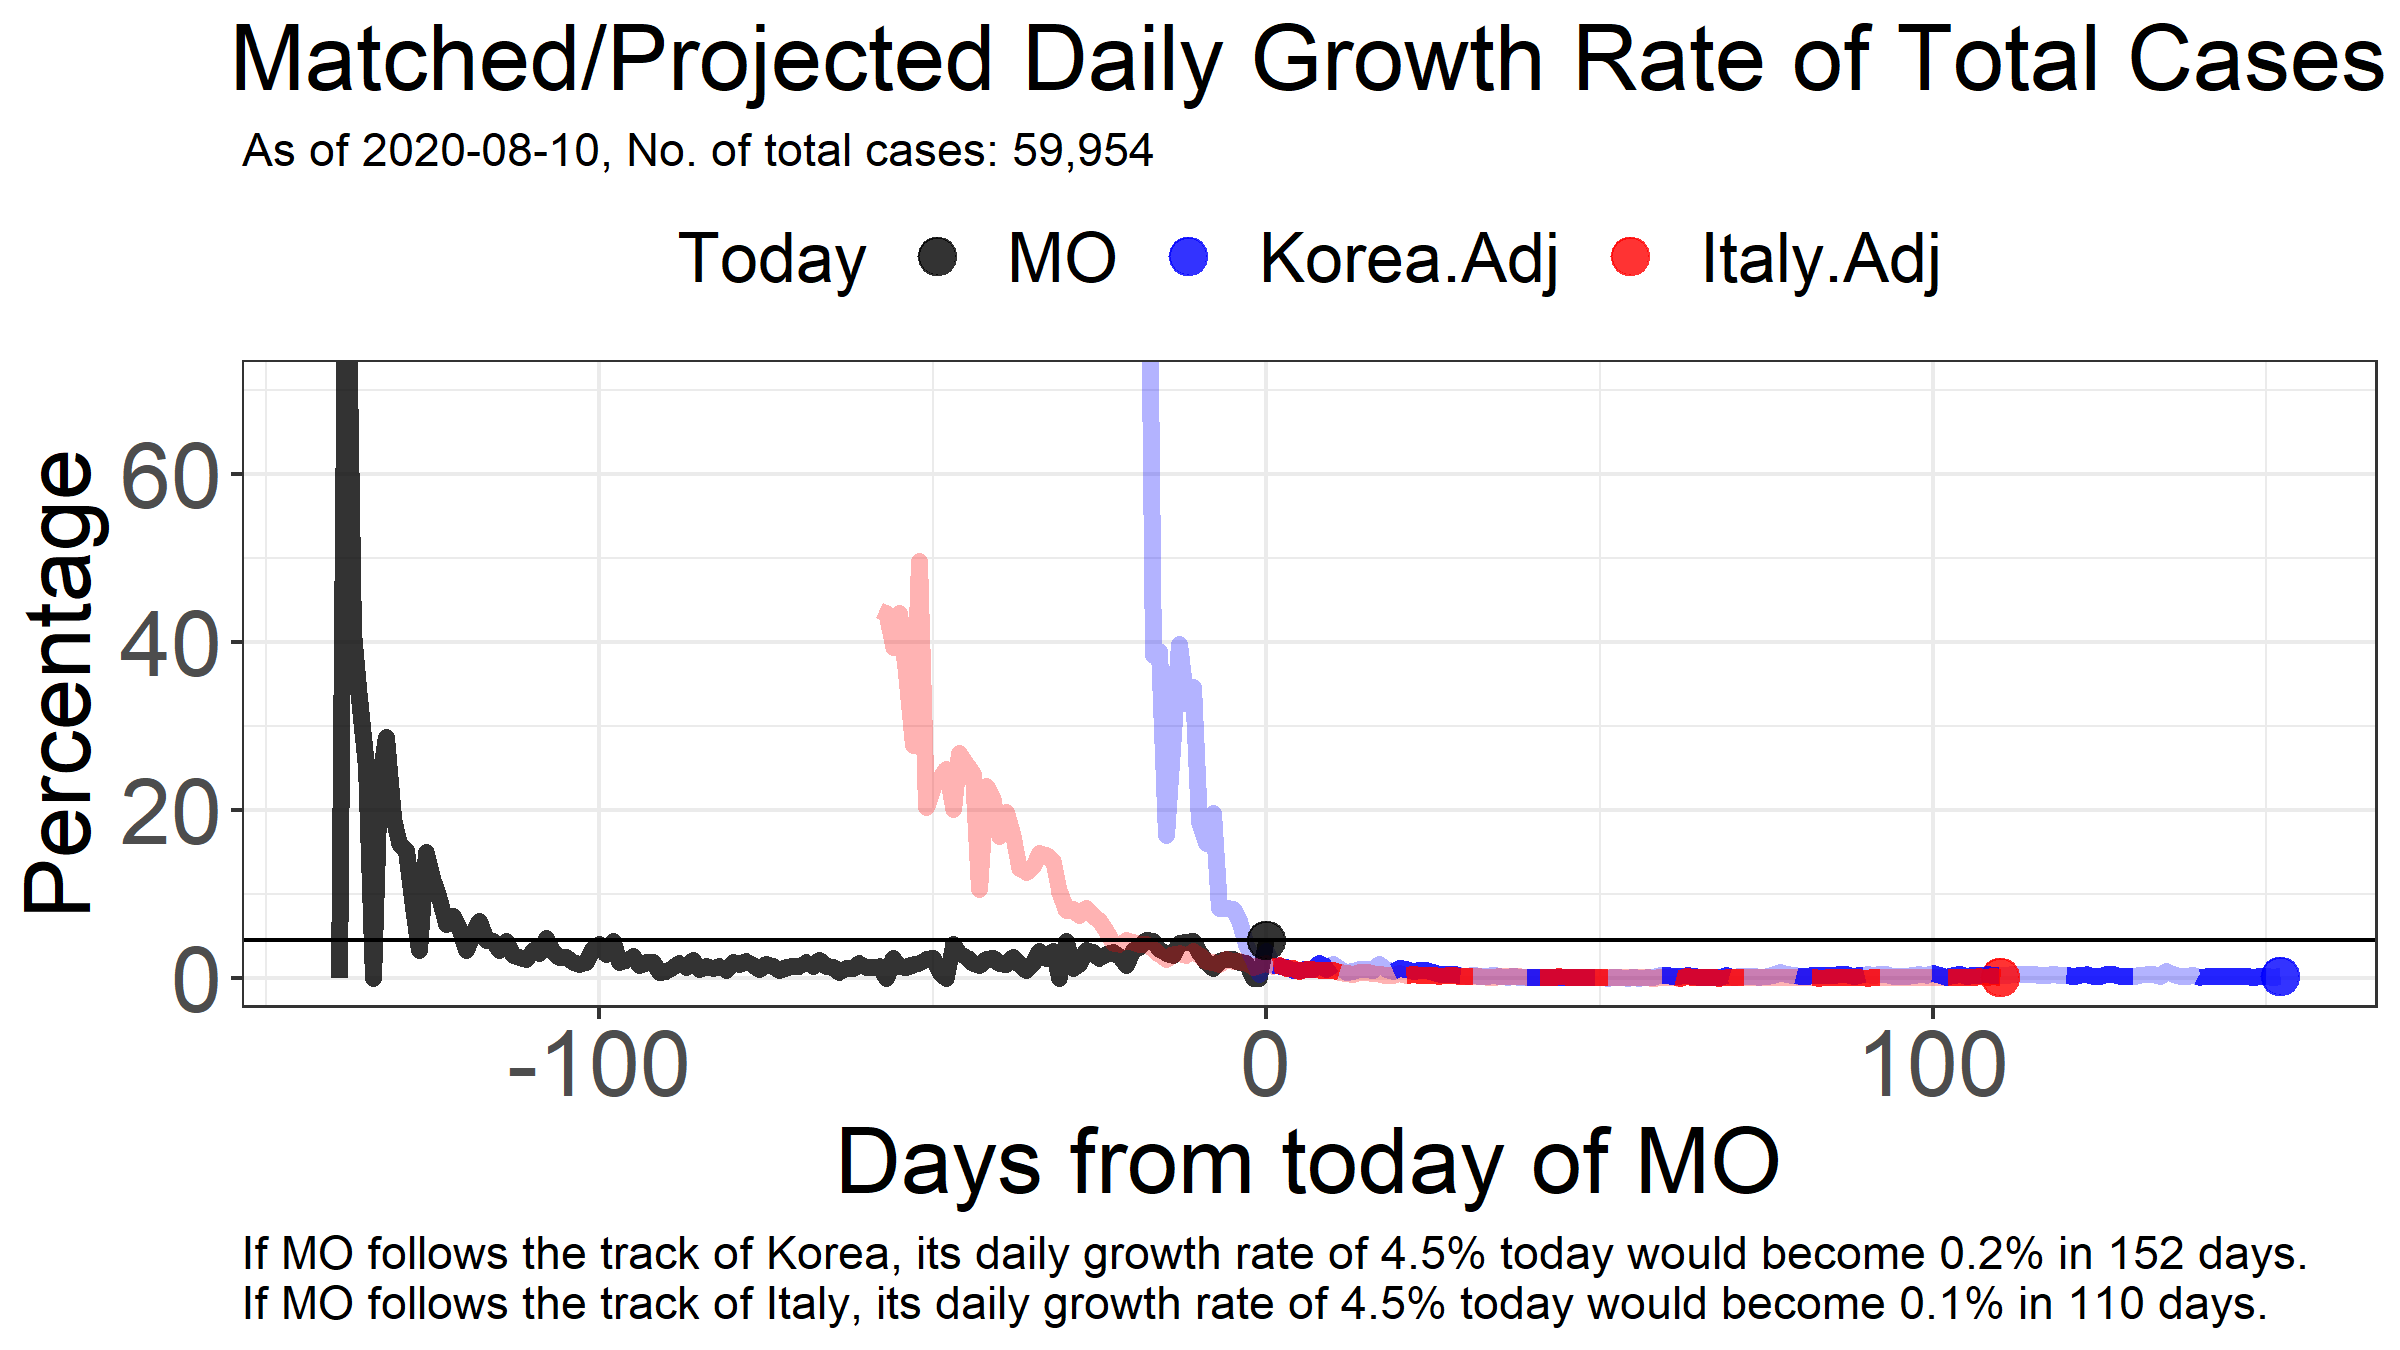 Matched/Projected Daily Growth Rate of Total Cases
As of 2020-08-10, No. of total cases: 59,954
Today MO Korea.Adj Italy.Adj
Percentage
60
40
20
0
-100 0 100
Days from today of MO
If MO follows the track of Korea, its daily growth rate of 4.5% today would become 0.2% in 152 days.
If MO follows the track of Italy, its daily growth rate of 4.5% today would become 0.1% in 110 days.